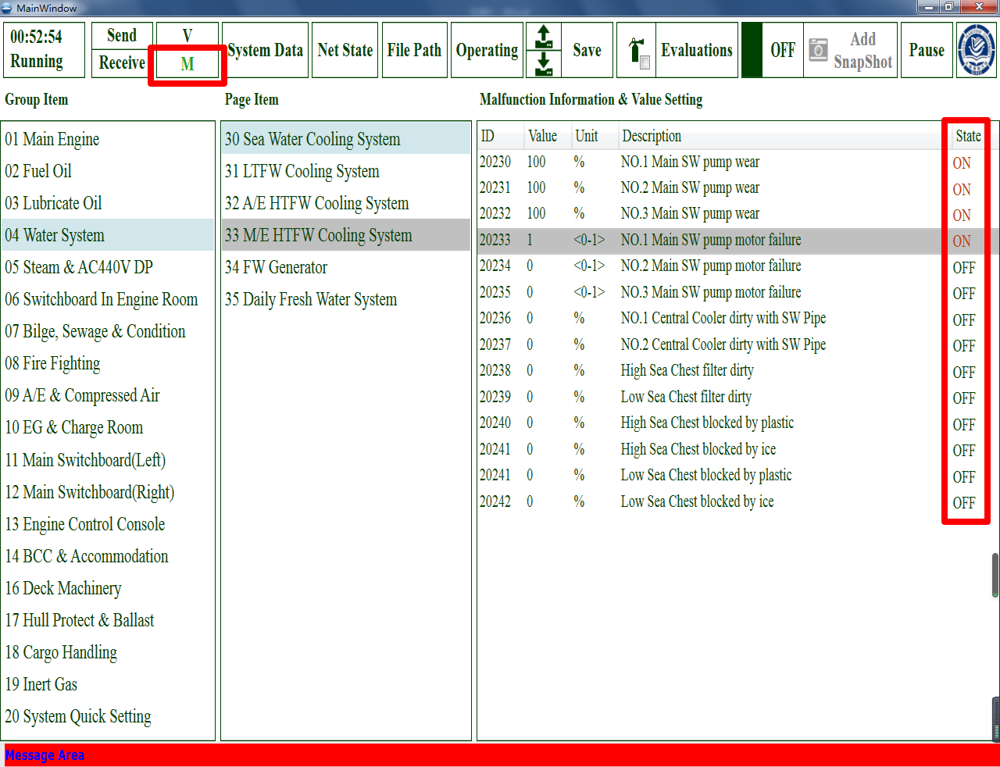 MainWindow
00:52:54
Running
Send
Receive
V
M
System Data
Net State
File Path
Operating
Save
Evaluations
OFF
Add
SnapShot
Pause
Group Item
Page Item
Malfunction Information & Value Setting
01 Main Engine
02 Fuel Oil
03 Lubricate Oil
04 Water System
05 Steam & AC440V DP
06 Switchboard In Engine Room
07 Bilge, Sewage & Condition
08 Fire Fighting
09 A/E & Compressed Air
10 EG & Charge Room
11 Main Switchboard(Left)
12 Main Switchboard(Right)
13 Engine Control Console
14 BCC & Accommodation
16 Deck Machinery
17 Hull Protect & Ballast
18 Cargo Handling
19 Inert Gas
20 System Quick Setting
30 Sea Water Cooling System
31 LTFW Cooling System
32 A/E HTFW Cooling System
33 M/E HTFW Cooling System
34 FW Generator
35 Daily Fresh Water System
ID Value Unit Description State
20230 100 % NO.1 Main SW pump wear ON
20231 100 % NO.2 Main SW pump wear ON
20232 100 % NO.3 Main SW pump wear ON
20233 1 <0-1> NO.1 Main SW pump motor failure ON
20234 0 <0-1> NO.2 Main SW pump motor failure OFF
20235 0 <0-1> NO.3 Main SW pump motor failure OFF
20236 0 % NO.1 Central Cooler dirty with SW Pipe OFF
20237 0 % NO.2 Central Cooler dirty with SW Pipe OFF
20238 0 % High Sea Chest filter dirty OFF
20239 0 % Low Sea Chest filter dirty OFF
20240 0 % High Sea Chest blocked by plastic OFF
20241 0 % High Sea Chest blocked by ice OFF
20241 0 % Low Sea Chest blocked by plastic OFF
20242 0 % Low Sea Chest blocked by ice OFF
Message Area